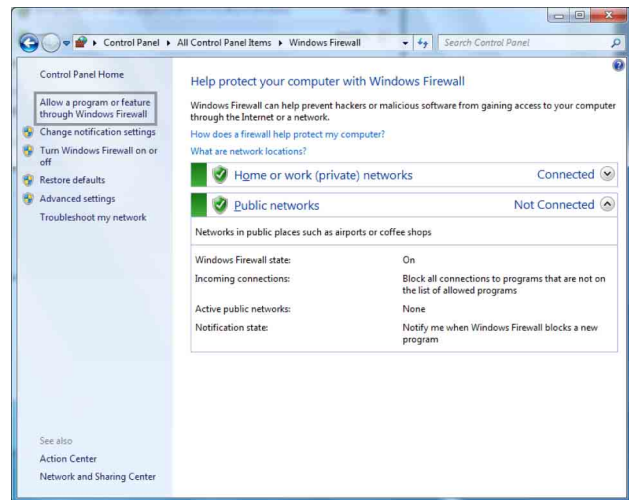 Control Panel ▸ All Control Panel Items ▸ Windows Firewall
Search Control Panel
Control Panel Home
Allow a program or feature
through Windows Firewall
Change notification settings
Turn Windows Firewall on or
off
Restore defaults
Advanced settings
Troubleshoot my network
See also
Action Center
Network and Sharing Center
Help protect your computer with Windows Firewall
Windows Firewall can help prevent hackers or malicious software from gaining access to your computer
through the Internet or a network.
How does a firewall help protect my computer?
What are network locations?
Home or work (private) networks Connected
Public networks Not Connected
Networks in public places such as airports or coffee shops
Windows Firewall state: On
Incoming connections: Block all connections to programs that are not on
the list of allowed programs
Active public networks: None
Notification state: Notify me when Windows Firewall blocks a new
program